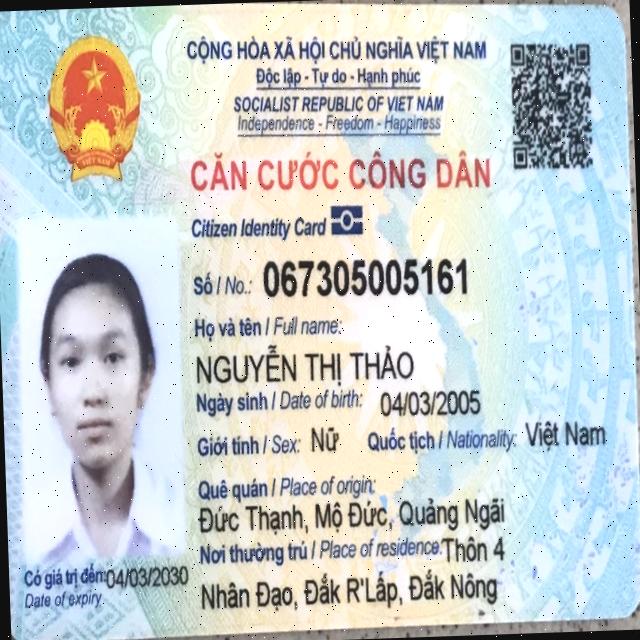 CỘNG HÒA XÃ HỘI CHỦ NGHĨA VIỆT NAM
Độc lập - Tự do - Hạnh phúc
SOCIALIST REPUBLIC OF VIET NAM
Independence - Freedom - Happiness
CĂN CƯỚC CÔNG DÂN
Citizen Identity Card
Số / No.: 067305005161
Họ và tên / Full name:
NGUYỄN THỊ THẢO
Ngày sinh / Date of birth: 04/03/2005
Giới tính / Sex: Nữ Quốc tịch / Nationality: Việt Nam
Quê quán / Place of origin:
Đức Thạnh, Mộ Đức, Quảng Ngãi
Nơi thường trú / Place of residence: Thôn 4
Nhân Đạo, Đắk R'Lấp, Đắk Nông
Có giá trị đến: 04/03/2030
Date of expiry
VIỆT NAM